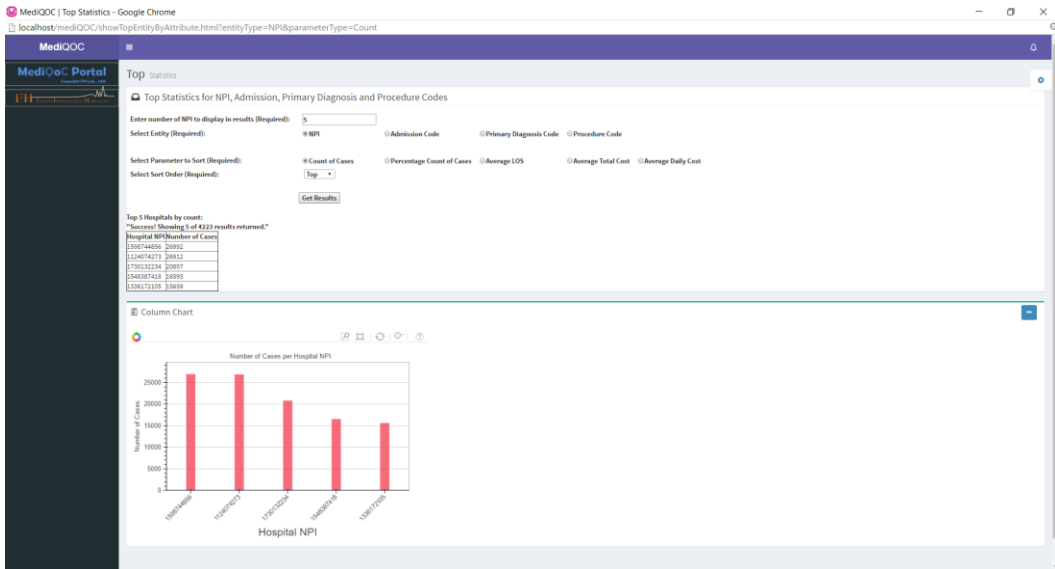 MediQOC | Top Statistics - Google Chrome
localhost/mediQOC/showTopEntityByAttribute.html?entityType=NPI&parameterType=Count
MediQOC
MediQoC Portal
Top Statistics
Top Statistics for NPI, Admission, Primary Diagnosis and Procedure Codes
Enter number of NPI to display in results (Required): 5
Select Entity (Required): NPI Admission Code Primary Diagnosis Code Procedure Code
Select Parameter to Sort (Required): Count of Cases Percentage Count of Cases Average LOS Average Total Cost Average Daily Cost
Select Sort Order (Required): Top
Get Results
Top 5 Hospitals by count:
"Success! Showing 5 of 4223 results returned."
Hospital NPI Number of Cases
1598744856 26992
1124074273 26912
1730132234 20857
1548387418 16593
1336172105 15659
Column Chart
Number of Cases per Hospital NPI
Number of Cases
25000
20000
15000
10000
5000
0
1598744856 1124074273 1730132234 1548387418 1336172105
Hospital NPI